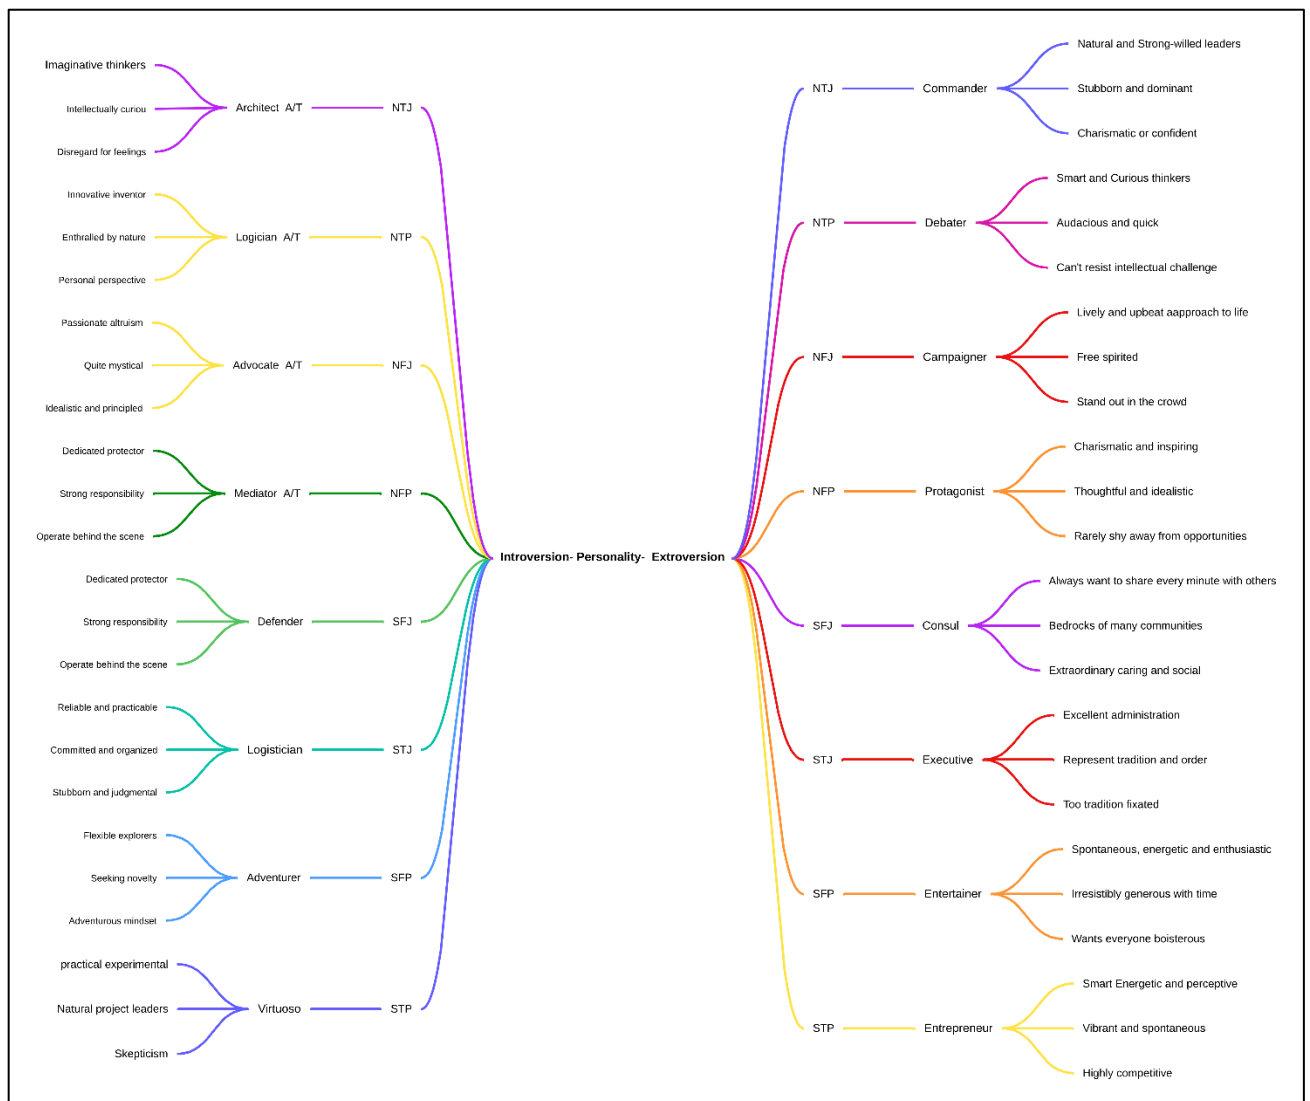 Imaginative thinkers
Intellectually curiou
Disregard for feelings
Architect A/T
NTJ
Innovative inventor
Enthralled by nature
Personal perspective
Logician A/T
NTP
Passionate altruism
Quite mystical
Idealistic and principled
Advocate A/T
NFJ
Dedicated protector
Strong responsibility
Operate behind the scene
Mediator A/T
NFP
Dedicated protector
Strong responsibility
Operate behind the scene
Defender
SFJ
Reliable and practicable
Committed and organized
Stubborn and judgmental
Logistician
STJ
Flexible explorers
Seeking novelty
Adventurous mindset
Adventurer
SFP
practical experimental
Natural project leaders
Skepticism
Virtuoso
STP
Introversion- Personality- Extroversion
NTJ
Commander
Natural and Strong-willed leaders
Stubborn and dominant
Charismatic or confident
NTP
Debater
Smart and Curious thinkers
Audacious and quick
Can't resist intellectual challenge
NFJ
Campaigner
Lively and upbeat aapproach to life
Free spirited
Stand out in the crowd
NFP
Protagonist
Charismatic and inspiring
Thoughtful and idealistic
Rarely shy away from opportunities
SFJ
Consul
Always want to share every minute with others
Bedrocks of many communities
Extraordinary caring and social
STJ
Executive
Excellent administration
Represent tradition and order
Too tradition fixated
SFP
Entertainer
Spontaneous, energetic and enthusiastic
Irresistibly generous with time
Wants everyone boisterous
STP
Entrepreneur
Smart Energetic and perceptive
Vibrant and spontaneous
Highly competitive